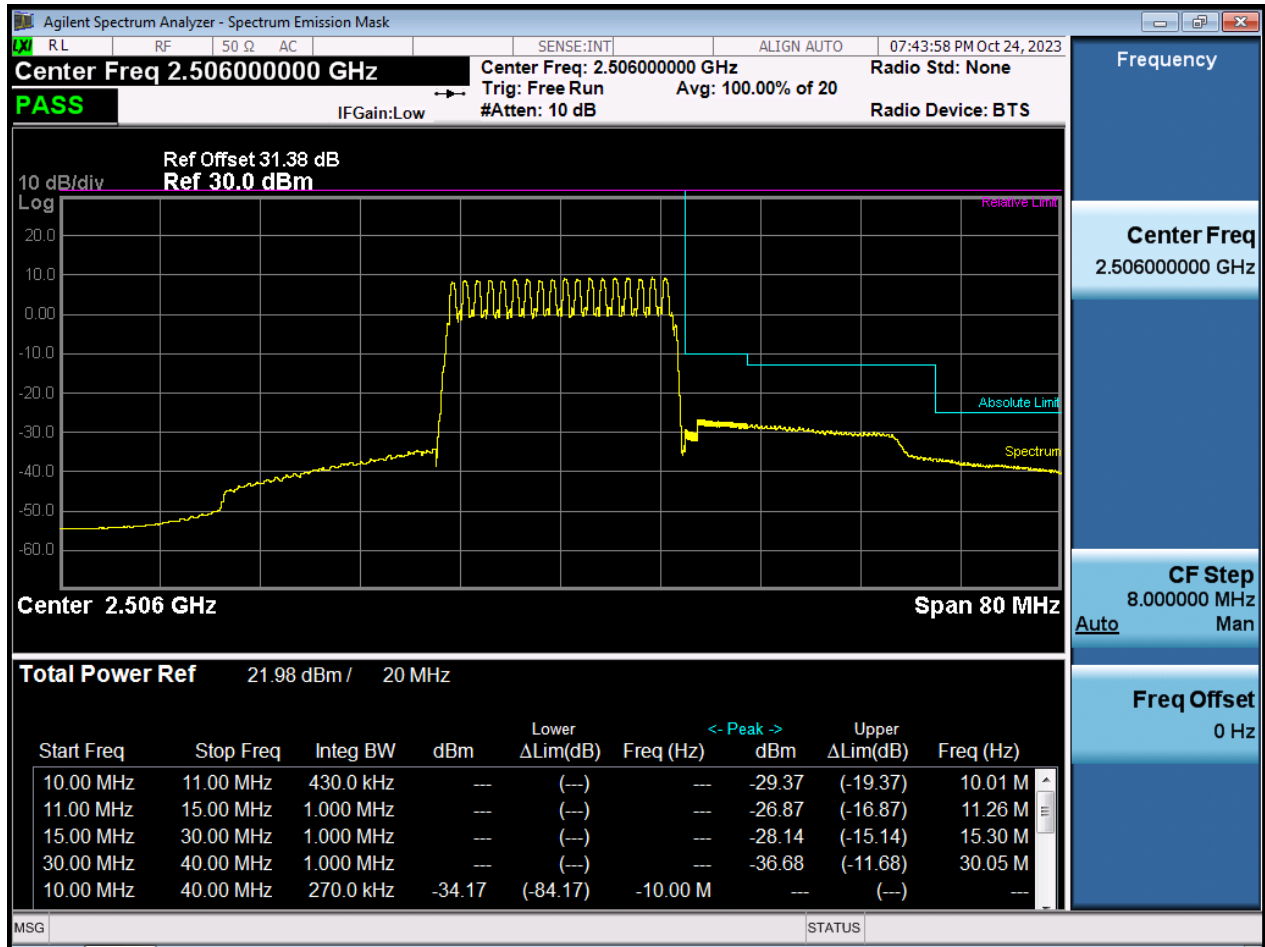 Agilent Spectrum Analyzer - Spectrum Emission Mask
LXI RL RF 50 Ω AC SENSE:INT ALIGN AUTO 07:43:58 PM Oct 24, 2023
Center Freq 2.506000000 GHz
PASS
IFGain:Low
Center Freq: 2.506000000 GHz
Trig: Free Run Avg: 100.00% of 20
#Atten: 10 dB
Radio Std: None
Radio Device: BTS
Ref Offset 31.38 dB
10 dB/div Ref 30.0 dBm
Log
Relative Limit
20.0
10.0
0.00
-10.0
-20.0
Absolute Limit
-30.0
Spectrum
-40.0
-50.0
-60.0
Center 2.506 GHz Span 80 MHz
Total Power Ref 21.98 dBm / 20 MHz
Lower <- Peak -> Upper
Start Freq Stop Freq Integ BW dBm ΔLim(dB) Freq (Hz) dBm ΔLim(dB) Freq (Hz)
10.00 MHz 11.00 MHz 430.0 kHz --- (---) --- -29.37 (-19.37) 10.01 M
11.00 MHz 15.00 MHz 1.000 MHz --- (---) --- -26.87 (-16.87) 11.26 M
15.00 MHz 30.00 MHz 1.000 MHz --- (---) --- -28.14 (-15.14) 15.30 M
30.00 MHz 40.00 MHz 1.000 MHz --- (---) --- -36.68 (-11.68) 30.05 M
10.00 MHz 40.00 MHz 270.0 kHz -34.17 (-84.17) -10.00 M --- (---) ---
MSG STATUS
Frequency
Center Freq
2.506000000 GHz
CF Step
8.000000 MHz
Auto Man
Freq Offset
0 Hz